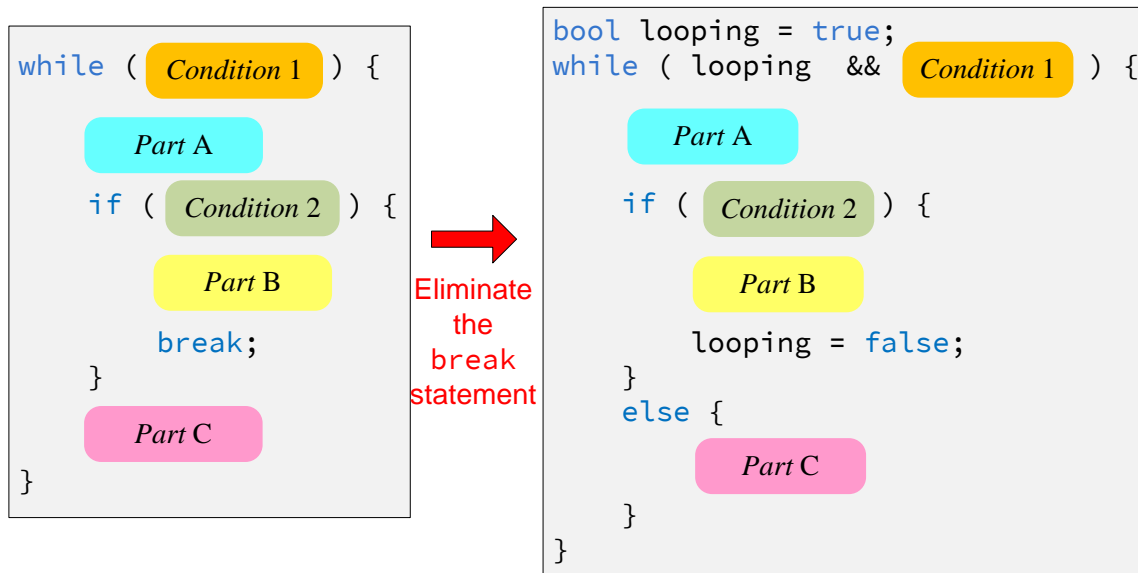 while ( Condition 1 ) {
Part A
if ( Condition 2 ) {
Part B
break;
}
Part C
}
Eliminate
the
break
statement
bool looping = true;
while ( looping && Condition 1 ) {
Part A
if ( Condition 2 ) {
Part B
looping = false;
}
else {
Part C
}
}